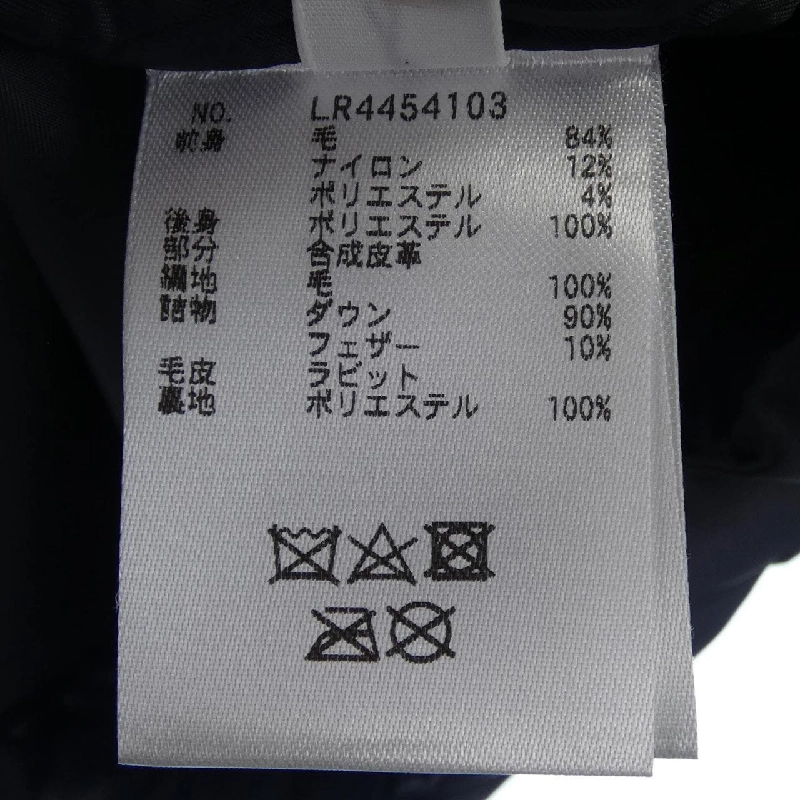 NO. LR4454103
前身 毛 84%
ナイロン 12%
ポリエステル 4%
後身 ポリエステル 100%
部分 合成皮革
編地 毛 100%
詰物 ダウン 90%
フェザー 10%
毛皮 ラビット
裏地 ポリエステル 100%